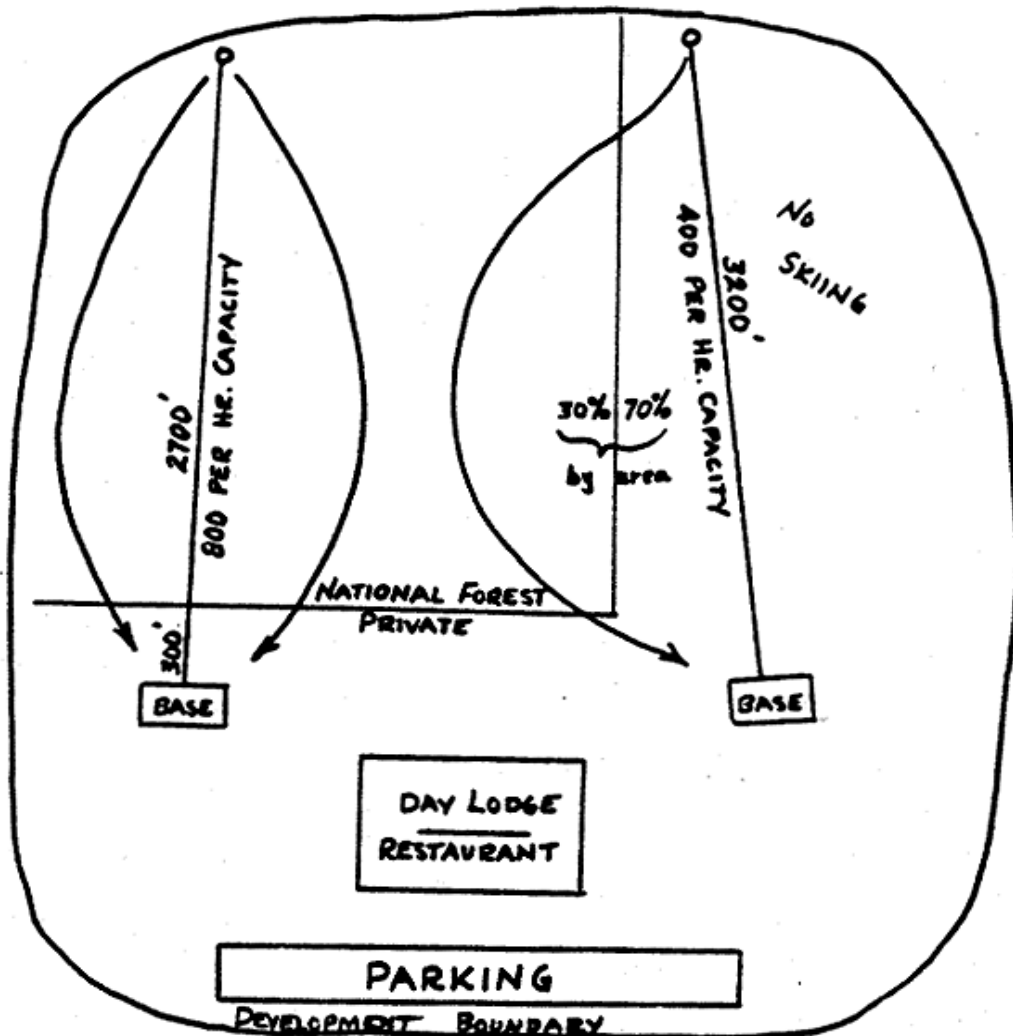 2700'
800 PER HR. CAPACITY
300'
BASE
NATIONAL FOREST
PRIVATE
30% 70%
by area
3200'
400 PER HR. CAPACITY
No
SKIING
BASE
DAY LODGE
RESTAURANT
PARKING
DEVELOPMENT BOUNDARY